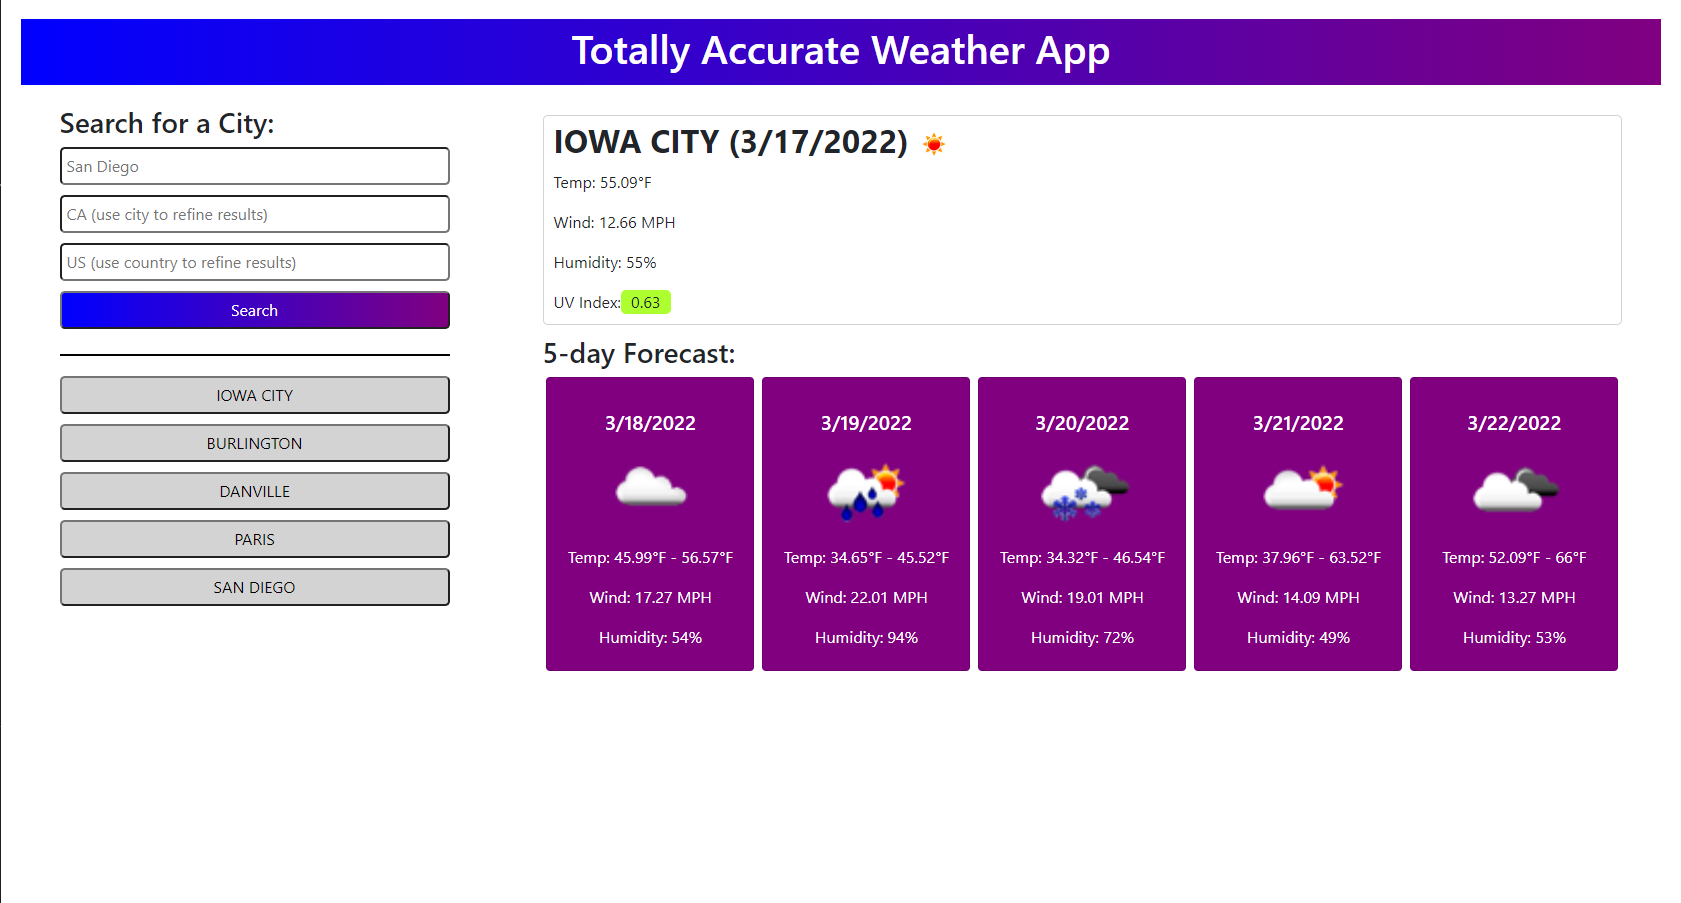 Totally Accurate Weather App
Search for a City:
San Diego
CA (use city to refine results)
US (use country to refine results)
Search
IOWA CITY
BURLINGTON
DANVILLE
PARIS
SAN DIEGO
IOWA CITY (3/17/2022)
Temp: 55.09°F
Wind: 12.66 MPH
Humidity: 55%
UV Index: 0.63
5-day Forecast:
3/18/2022
Temp: 45.99°F - 56.57°F
Wind: 17.27 MPH
Humidity: 54%
3/19/2022
Temp: 34.65°F - 45.52°F
Wind: 22.01 MPH
Humidity: 94%
3/20/2022
Temp: 34.32°F - 46.54°F
Wind: 19.01 MPH
Humidity: 72%
3/21/2022
Temp: 37.96°F - 63.52°F
Wind: 14.09 MPH
Humidity: 49%
3/22/2022
Temp: 52.09°F - 66°F
Wind: 13.27 MPH
Humidity: 53%